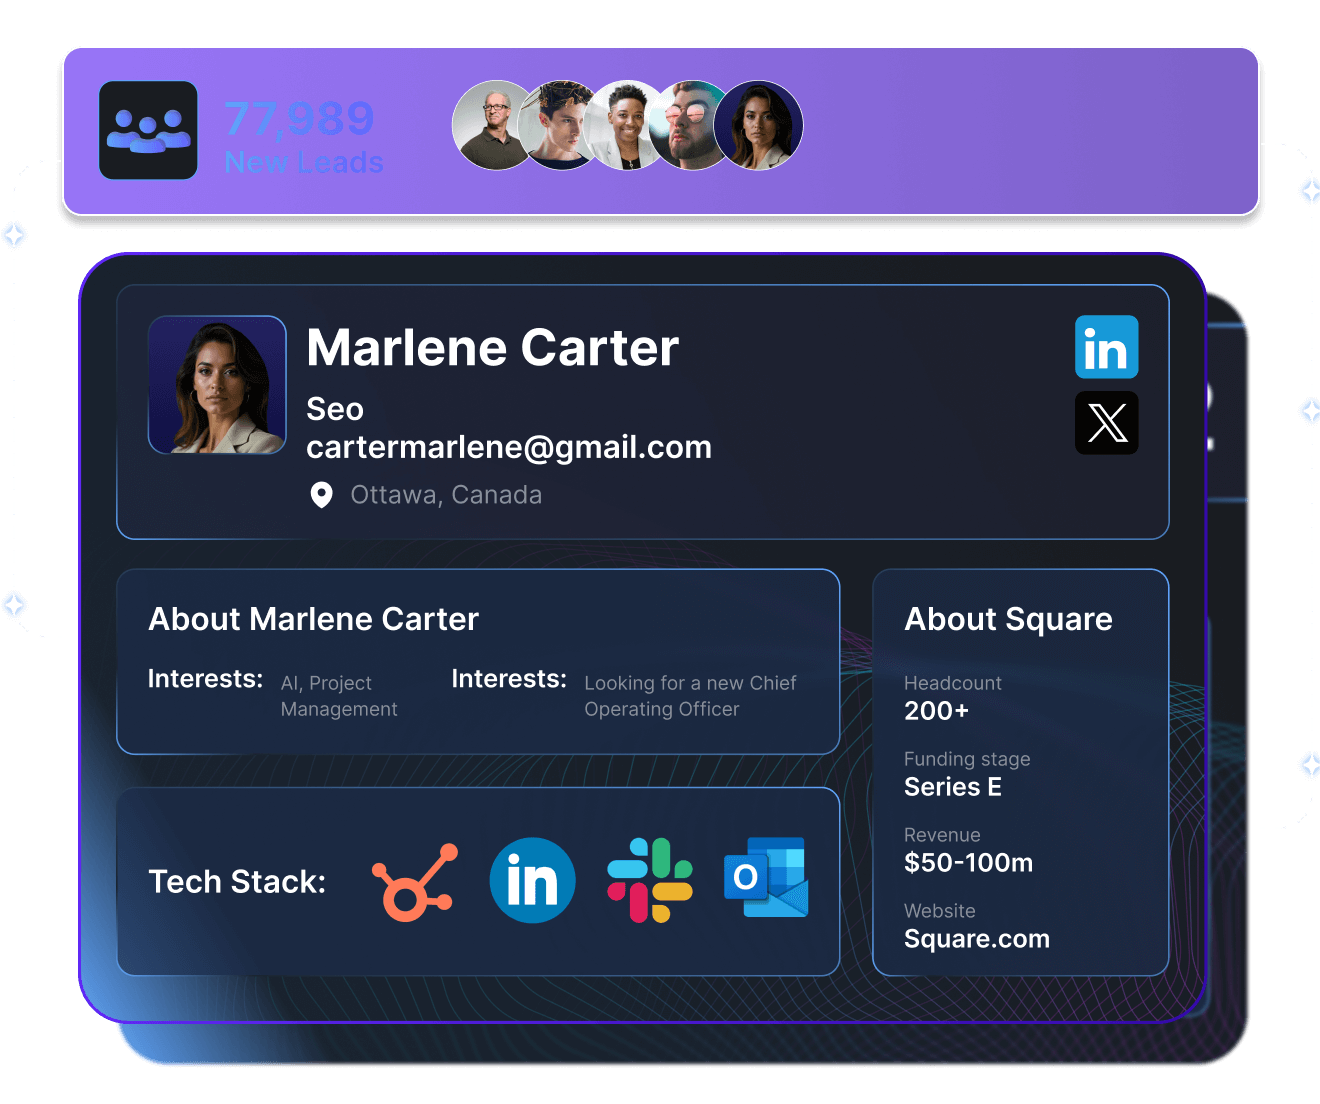 77,989
New Leads
Marlene Carter
Seo
cartermarlene@gmail.com
Ottawa, Canada
in
About Marlene Carter
Interests: AI, Project
Management
Interests: Looking for a new Chief
Operating Officer
Tech Stack:
in
O
About Square
Headcount
200+
Funding stage
Series E
Revenue
$50-100m
Website
Square.com